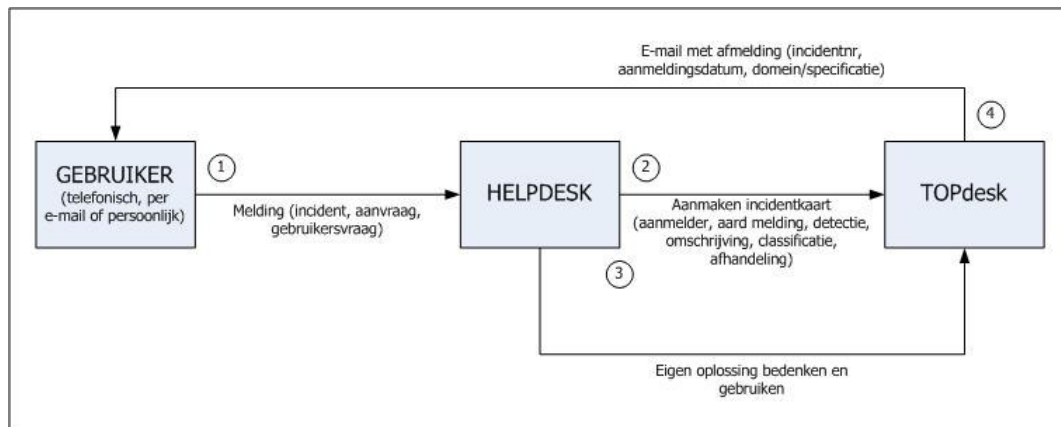 E-mail met afmelding (incidentnr,
aanmeldingsdatum, domein/specificatie)
4
GEBRUIKER
(telefonisch, per
e-mail of persoonlijk)
1
Melding (incident, aanvraag,
gebruikersvraag)
HELPDESK
2
Aanmaken incidentkaart
(aanmelder, aard melding, detectie,
omschrijving, classificatie,
afhandeling)
TOPdesk
3
Eigen oplossing bedenken en
gebruiken